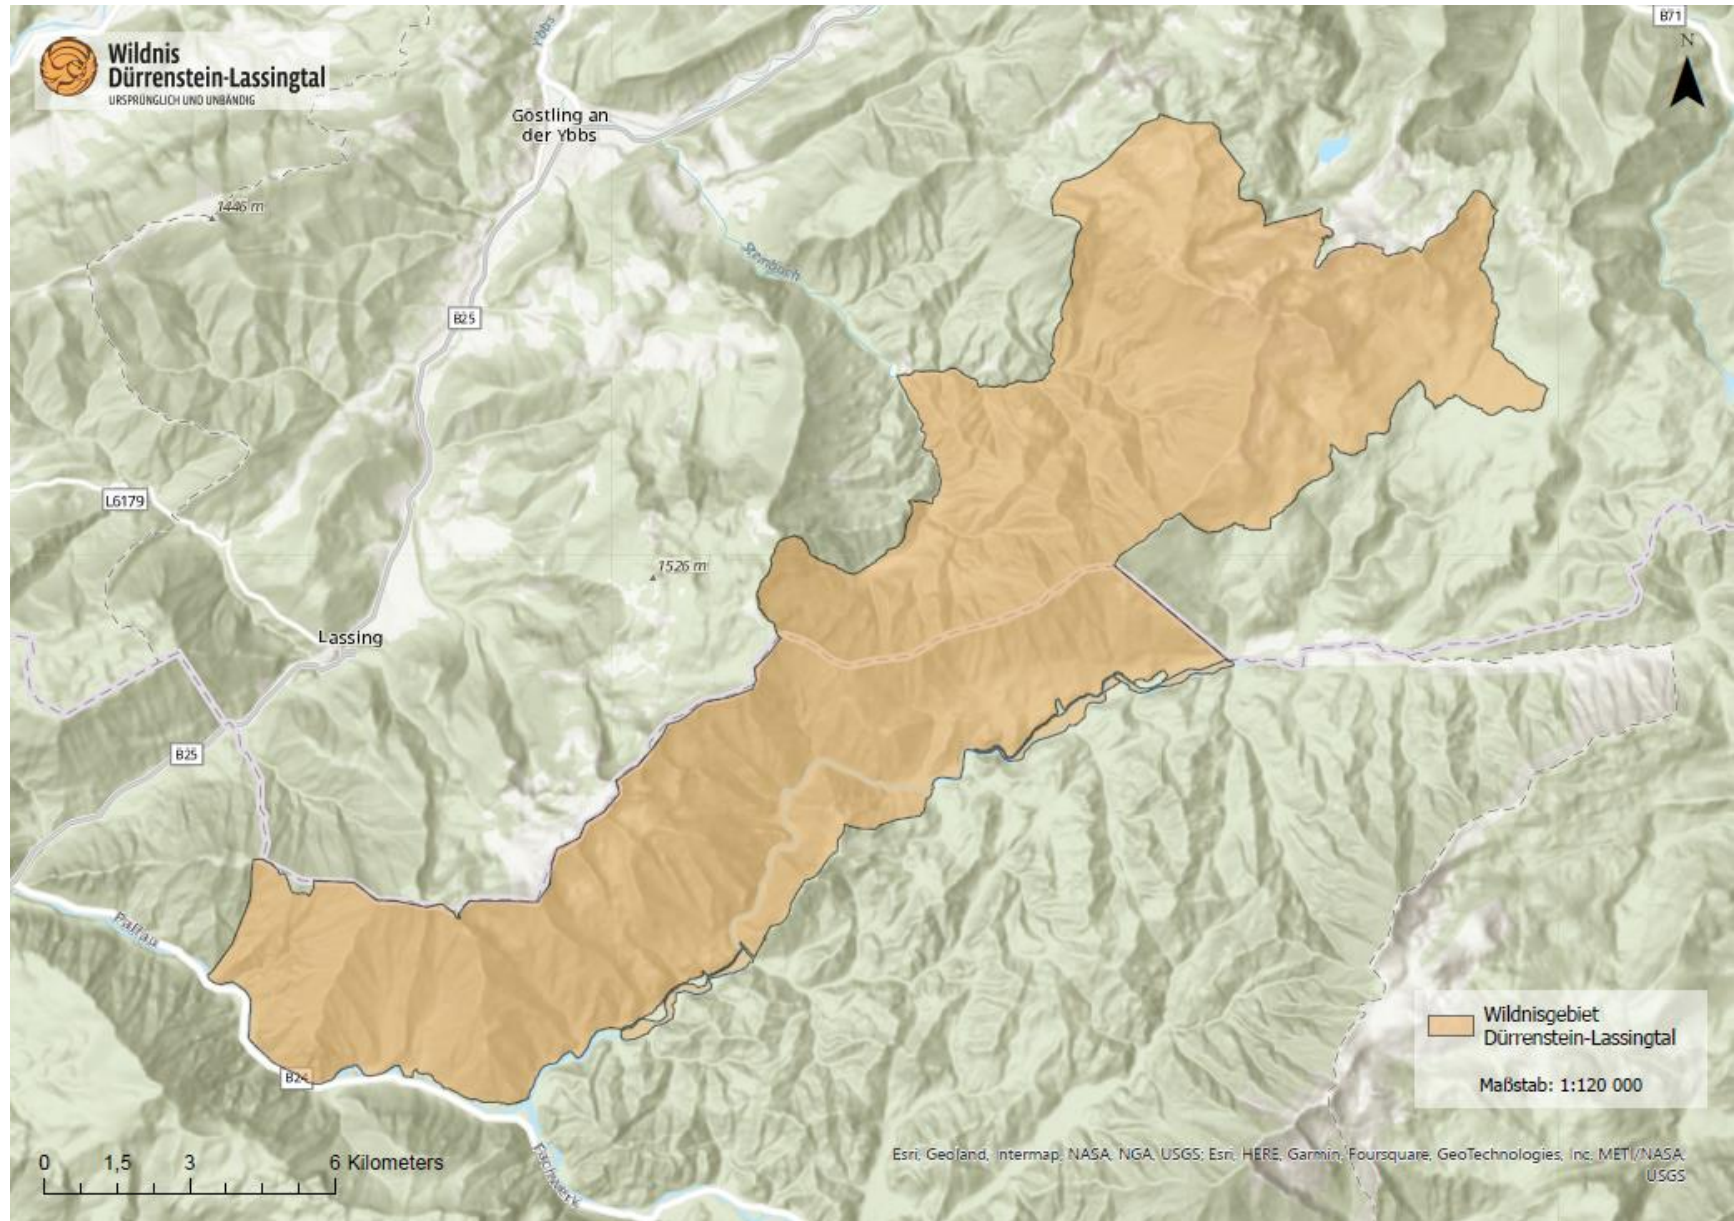 B71
N
Wildnis
Dürrenstein-Lassingtal
URSPRÜNGLICH UND UNBÄNDIG
Ybbs
Göstling an
der Ybbs
1446 m
Steinbach
B25
L6179
1526 m
Lassing
B25
Palfau
B24
Fachwerk
Wildnisgebiet
Dürrenstein-Lassingtal
Maßstab: 1:120 000
0 1,5 3 6 Kilometers
Esri, Geoland, Intermap, NASA, NGA, USGS; Esri, HERE, Garmin, Foursquare, GeoTechnologies, Inc, METI/NASA,
USGS